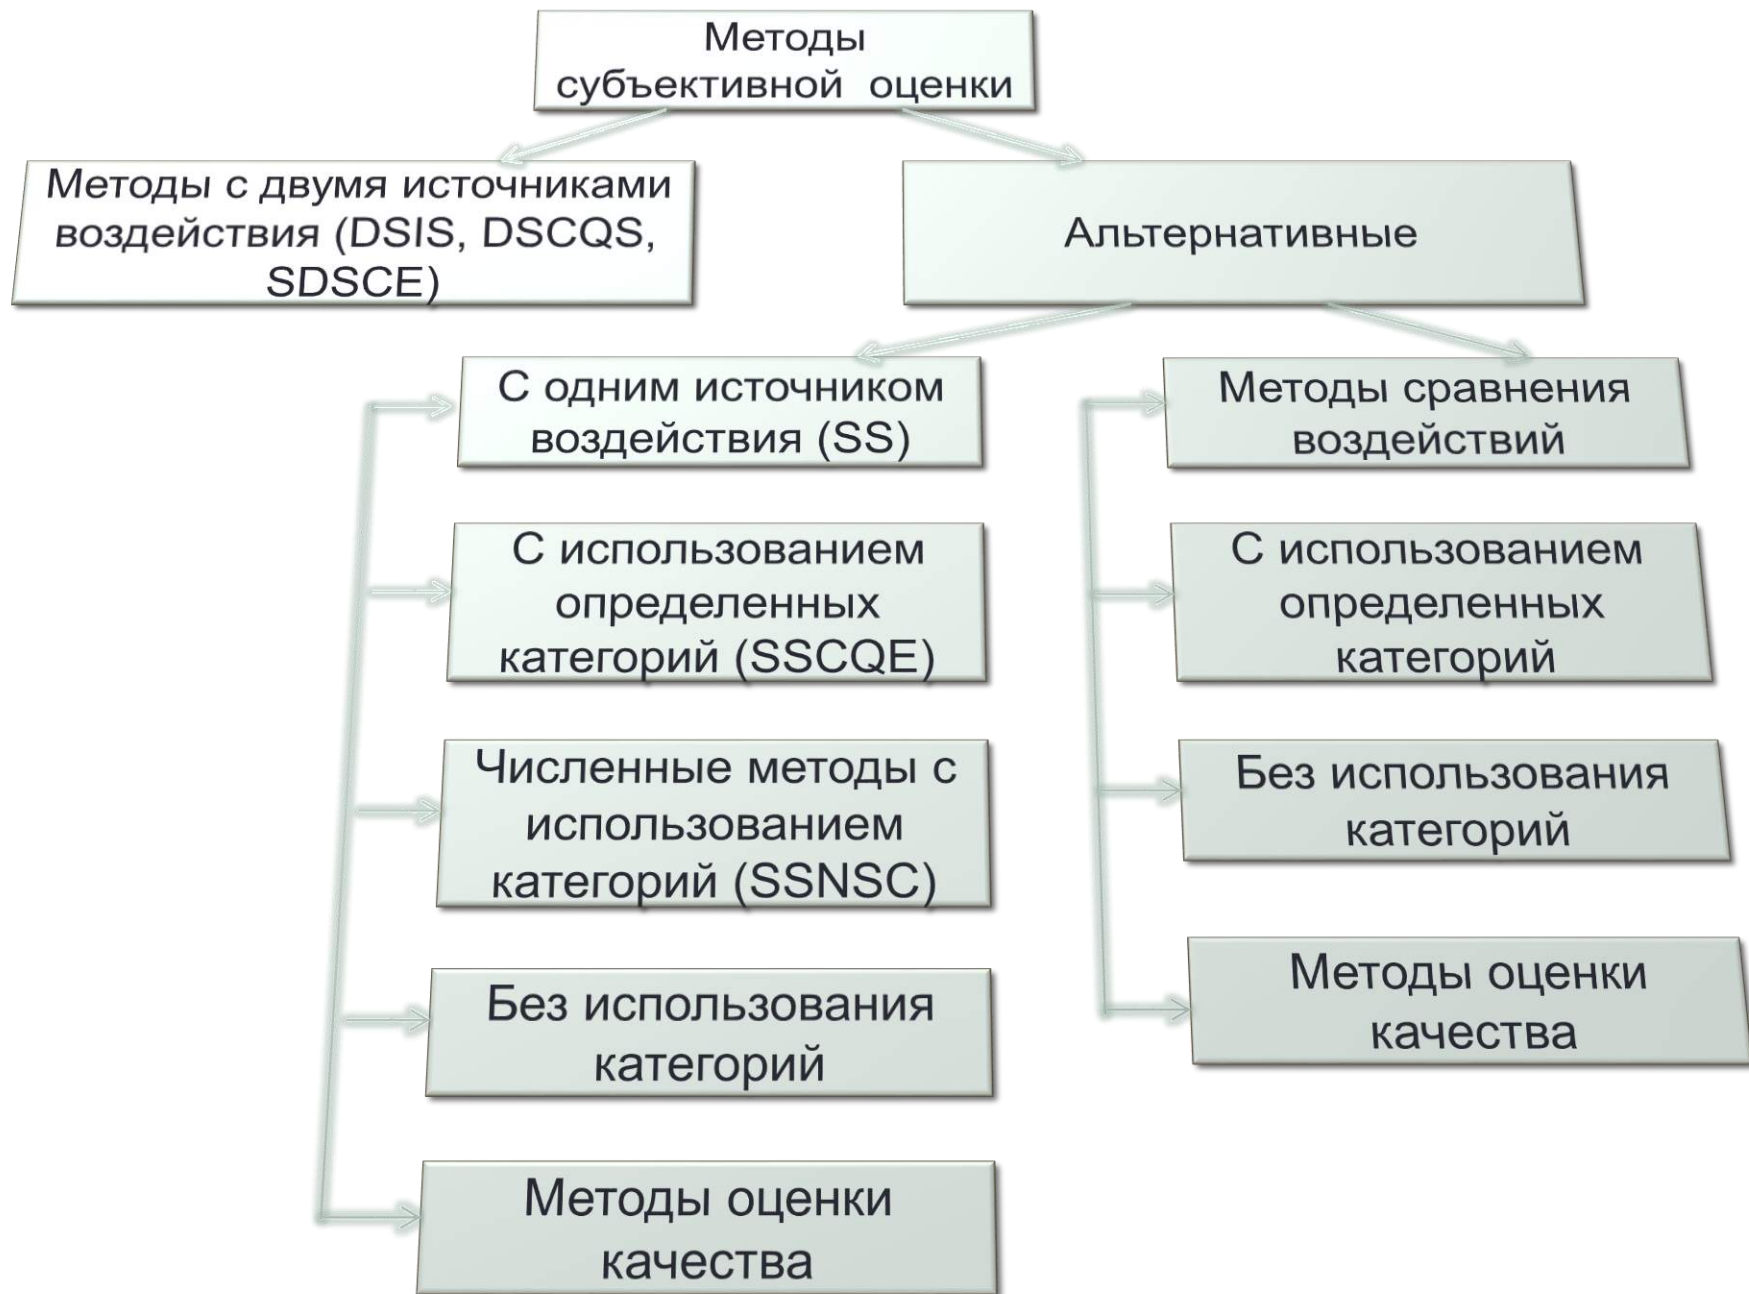 Методы
субъективной оценки
Методы с двумя источниками
воздействия (DSIS, DSCQS,
SDSCE)
Альтернативные
С одним источником
воздействия (SS)
С использованием
определенных
категорий (SSCQE)
Численные методы с
использованием
категорий (SSNSC)
Без использования
категорий
Методы оценки
качества
Методы сравнения
воздействий
С использованием
определенных
категорий
Без использования
категорий
Методы оценки
качества